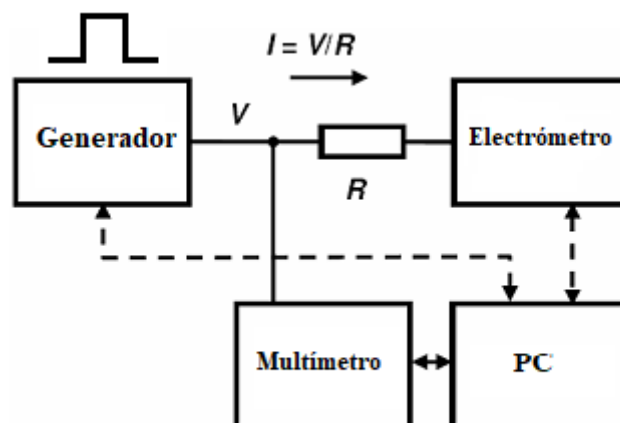 I = V/R
Generador
V
Electrómetro
R
Multímetro
PC